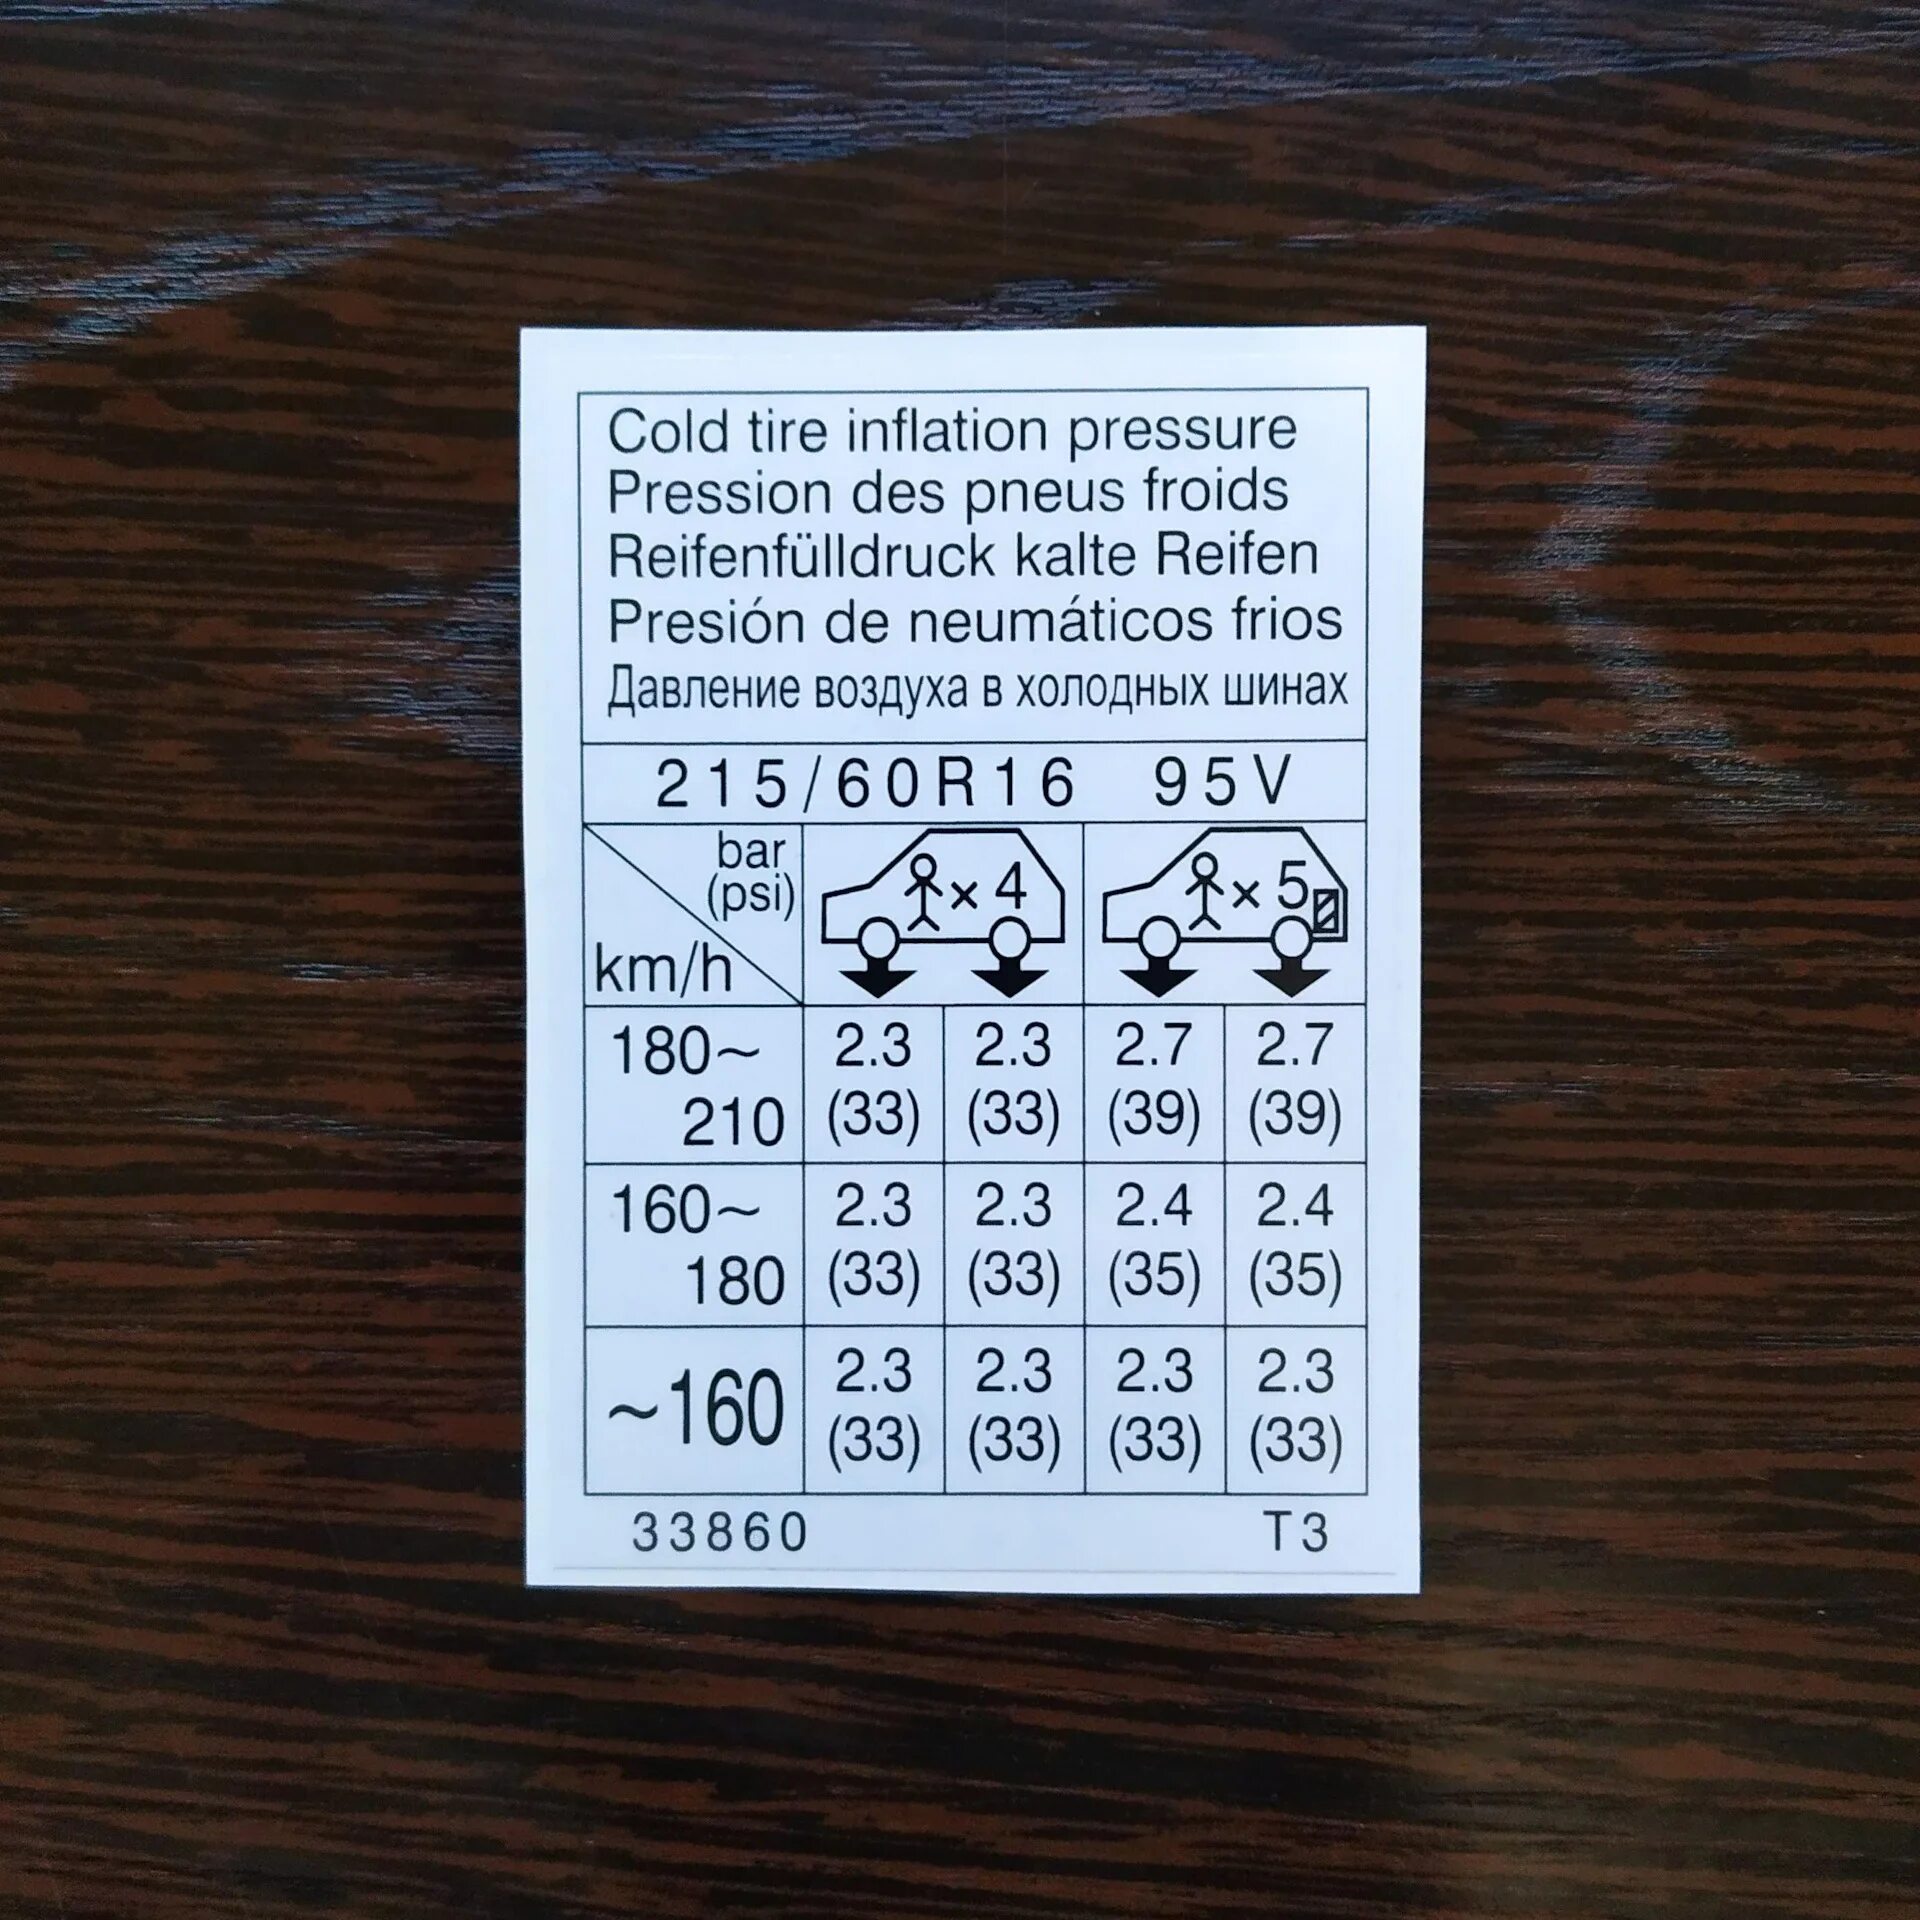 Cold tire inflation pressure
Pression des pneus froids
Reifenfülldruck kalte Reifen
Presión de neumáticos frios
Давление воздуха в холодных шинах
215/60R16 95V
bar
(psi)
km/h
× 4
× 5
180~
210
2.3 2.3 2.7 2.7
(33) (33) (39) (39)
160~
180
2.3 2.3 2.4 2.4
(33) (33) (35) (35)
~160
2.3 2.3 2.3 2.3
(33) (33) (33) (33)
33860 T3